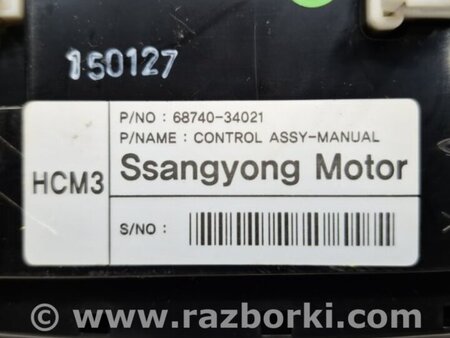 150127
P/NO : 68740-34021
P/NAME : CONTROL ASSY-MANUAL
HCM3
Ssangyong Motor
S/NO :
© www.razborki.com